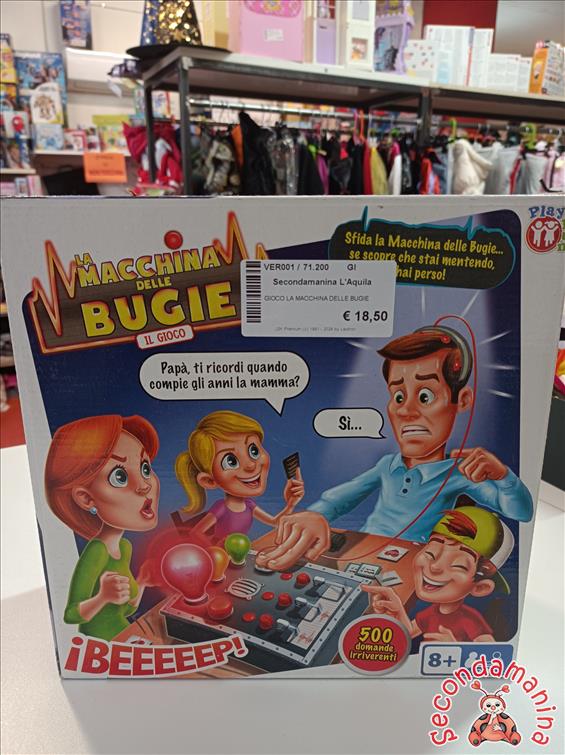 LA
MACCHINA
DELLE
BUGIE
IL GIOCO
Sfida la Macchina delle Bugie...
se scopre che stai mentendo,
hai perso!
Play
VER001 / 71.200 GI
Secondamanina L'Aquila
GIOCO LA MACCHINA DELLE BUGIE
€ 18,50
Papà, ti ricordi quando
compie gli anni la mamma?
Si...
¡BEEEEEP!
500
domande
irriverenti
8+
Secondamanina